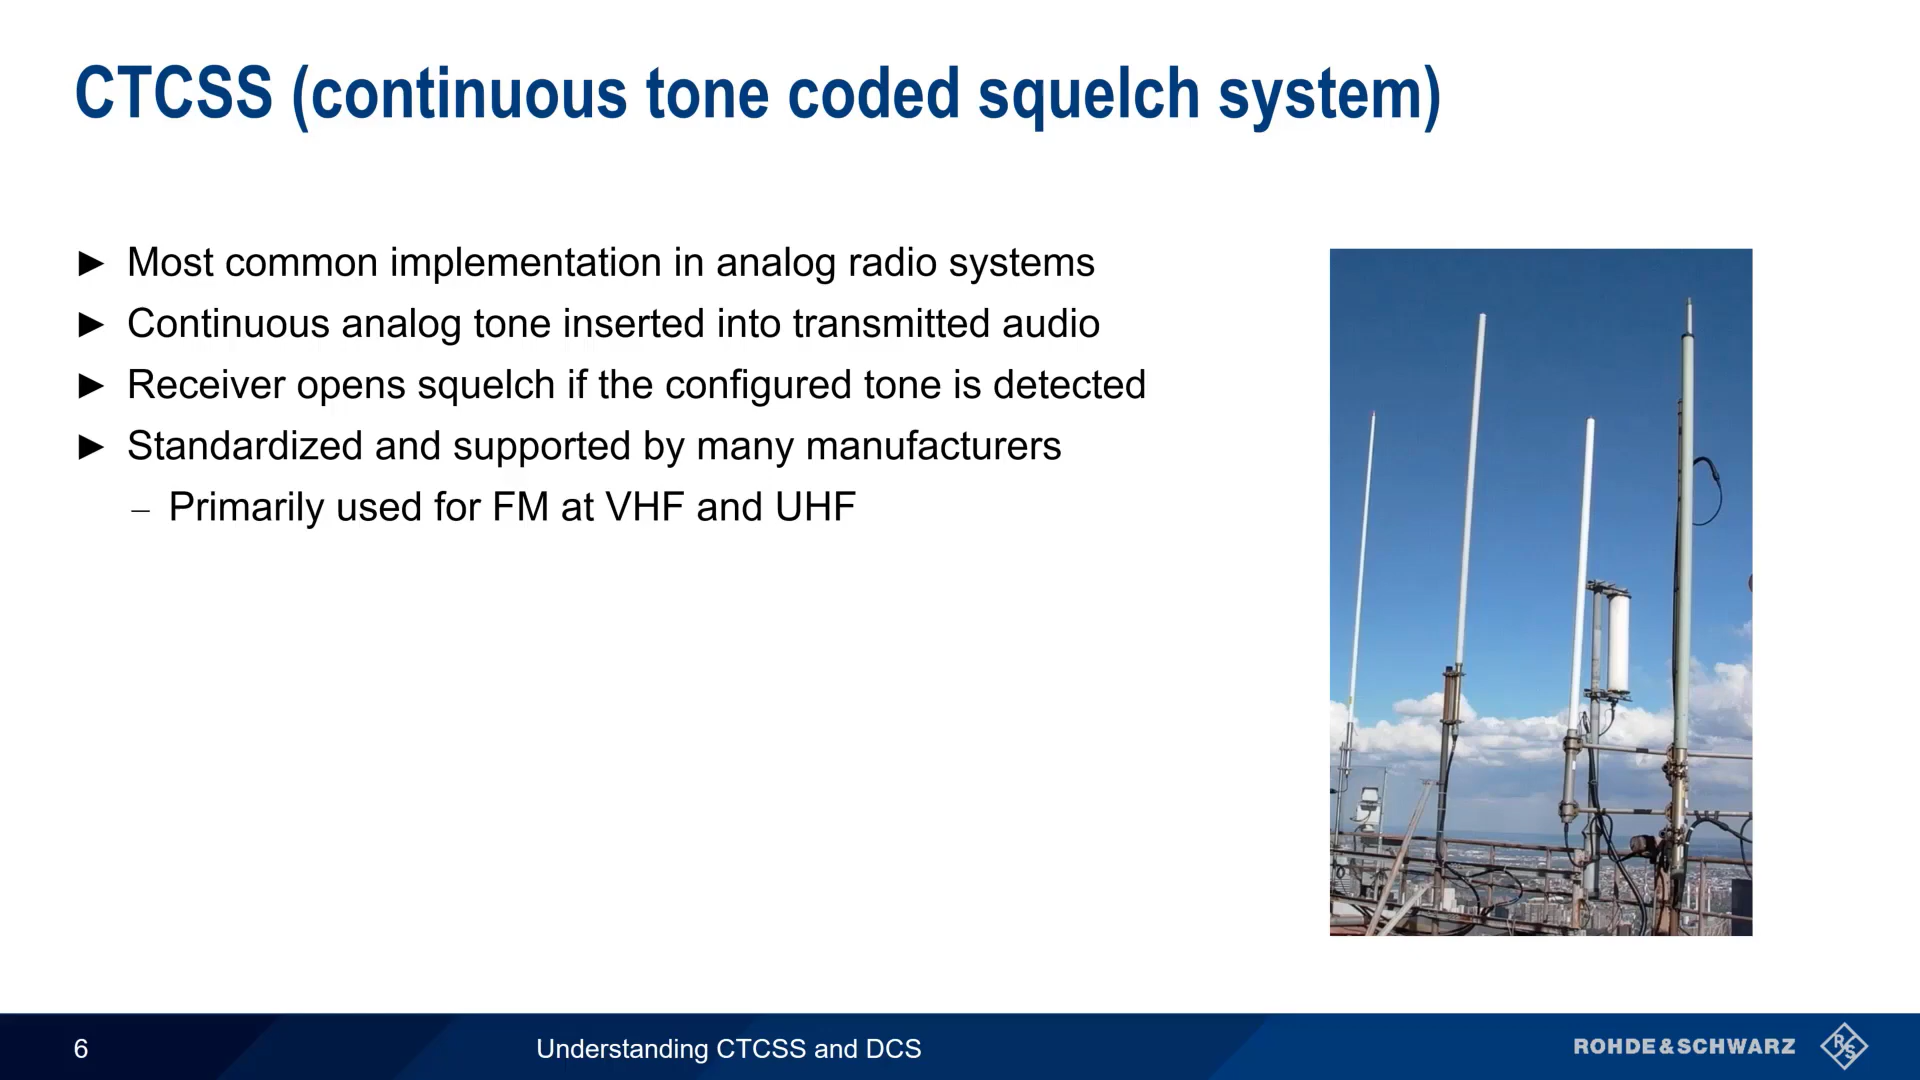 CTCSS (continuous tone coded squelch system)
► Most common implementation in analog radio systems
► Continuous analog tone inserted into transmitted audio
► Receiver opens squelch if the configured tone is detected
► Standardized and supported by many manufacturers
– Primarily used for FM at VHF and UHF
6
Understanding CTCSS and DCS
ROHDE&SCHWARZ
R&S